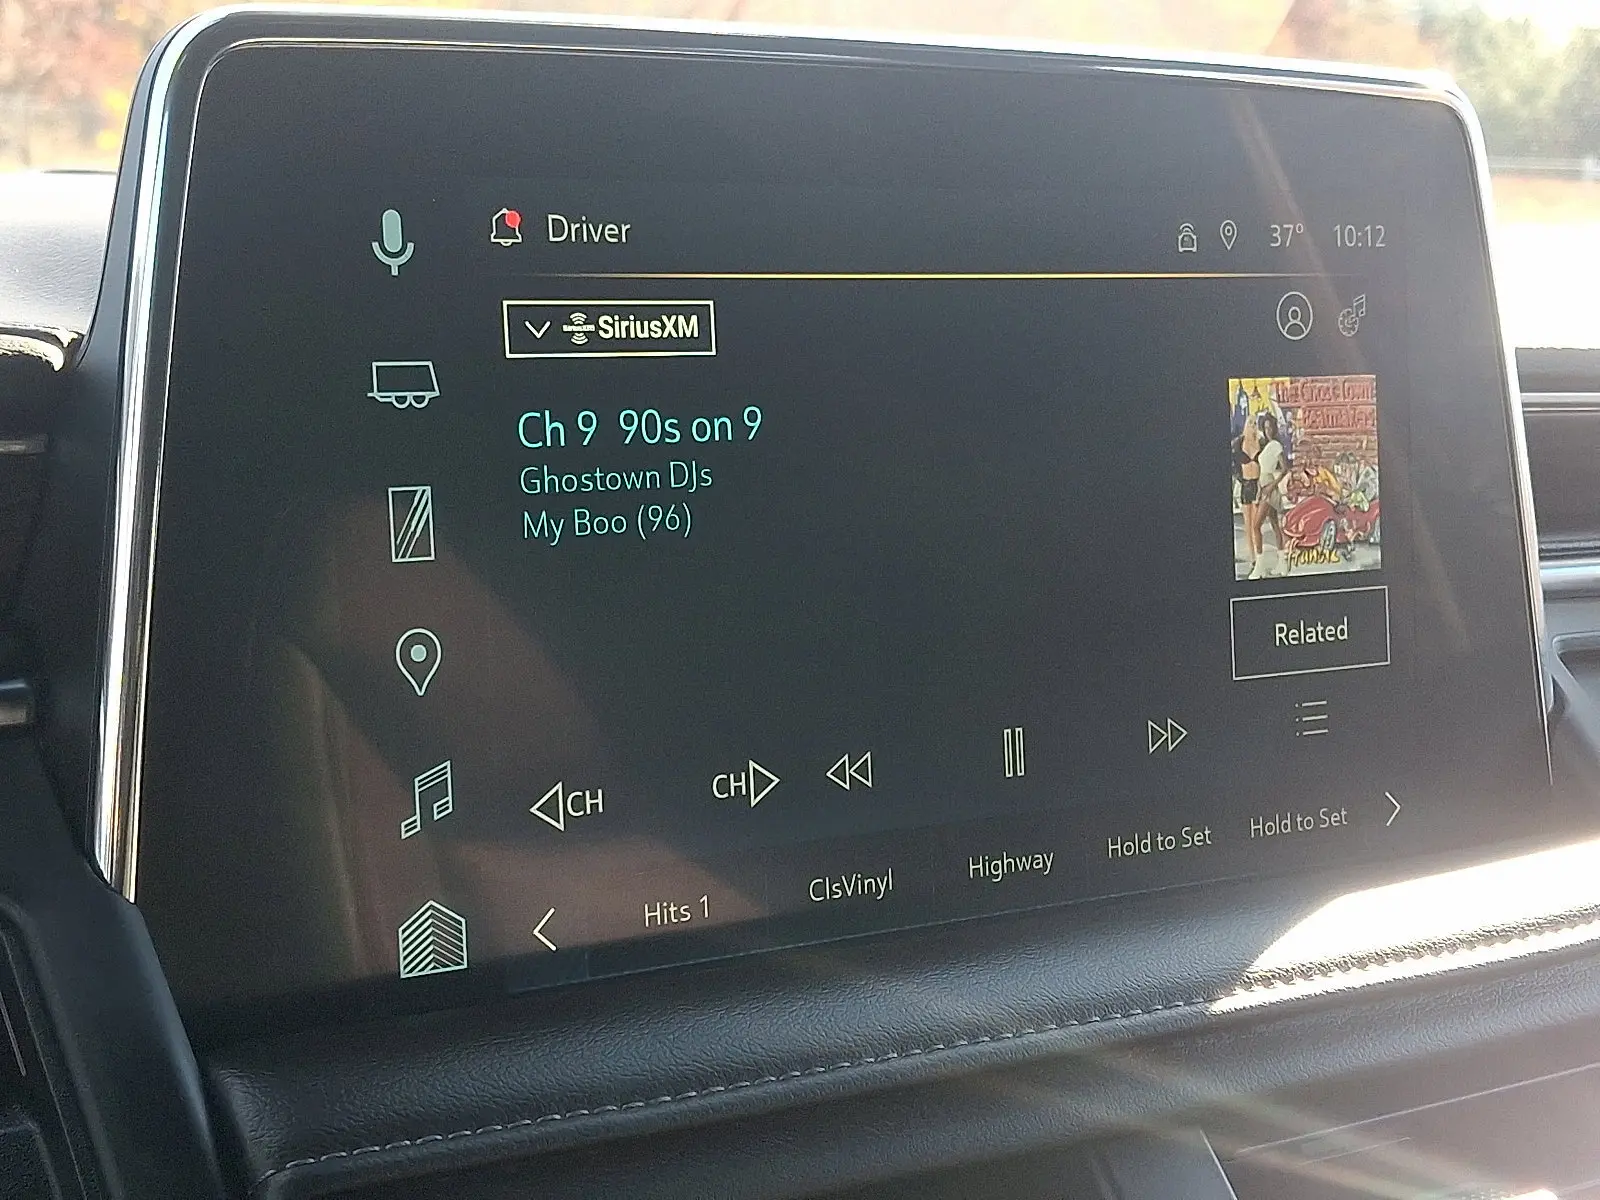 Driver
37° 10:12
SiriusXM
Ch 9 90s on 9
Ghostown DJs
My Boo (96)
Related
CH
CH
Hits 1
ClsVinyl
Highway
Hold to Set
Hold to Set